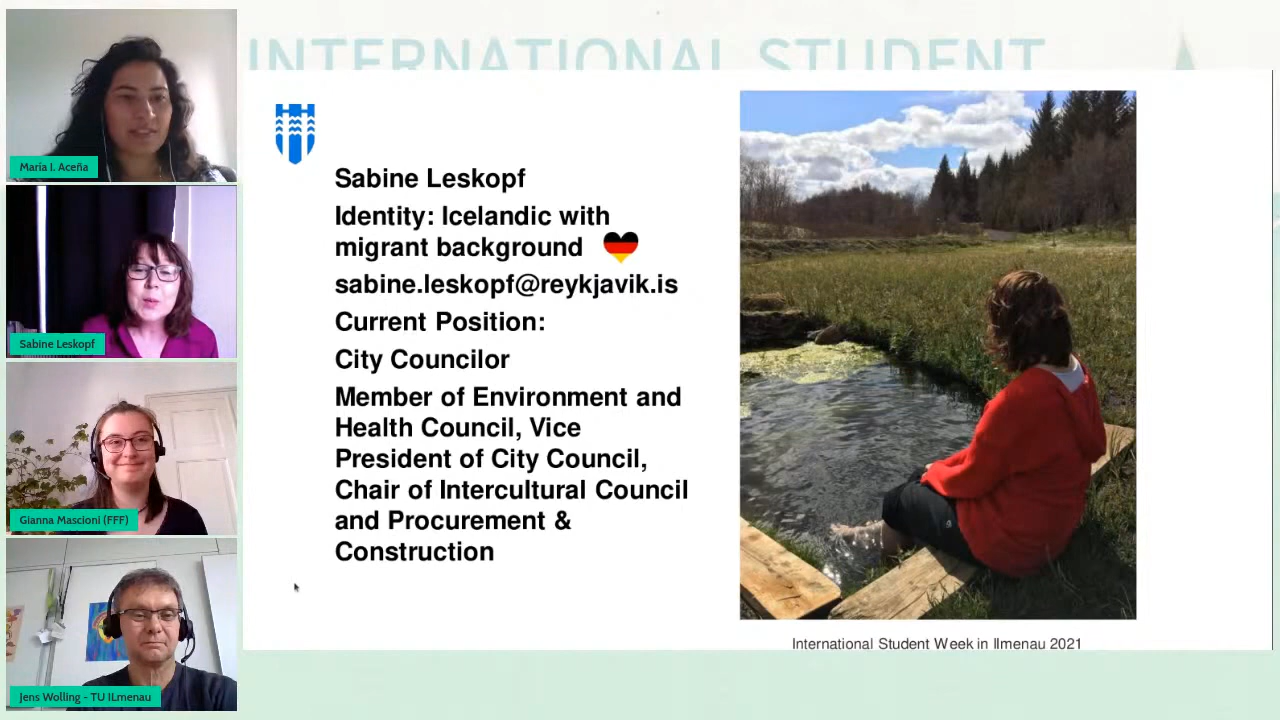 INTERNATIONAL STUDENT
María I. Aceña
Sabine Leskopf
Gianna Mascioni (FFF)
Jens Wolling - TU ILmenau
Sabine Leskopf
Identity: Icelandic with
migrant background
sabine.leskopf@reykjavik.is
Current Position:
City Councilor
Member of Environment and
Health Council, Vice
President of City Council,
Chair of Intercultural Council
and Procurement &
Construction
International Student Week in Ilmenau 2021